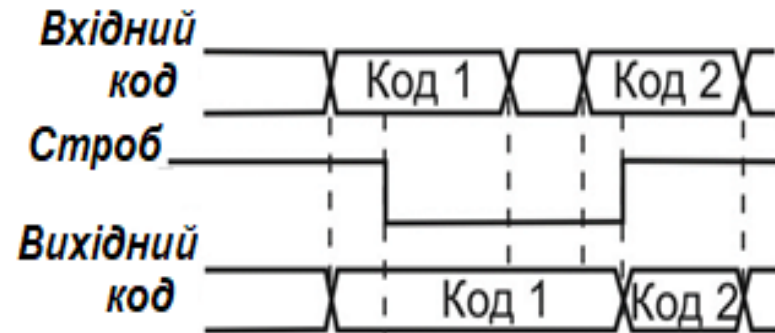 Вхідний
код
Код 1
Код 2
Строб
Вихідний
код
Код 1
Код 2